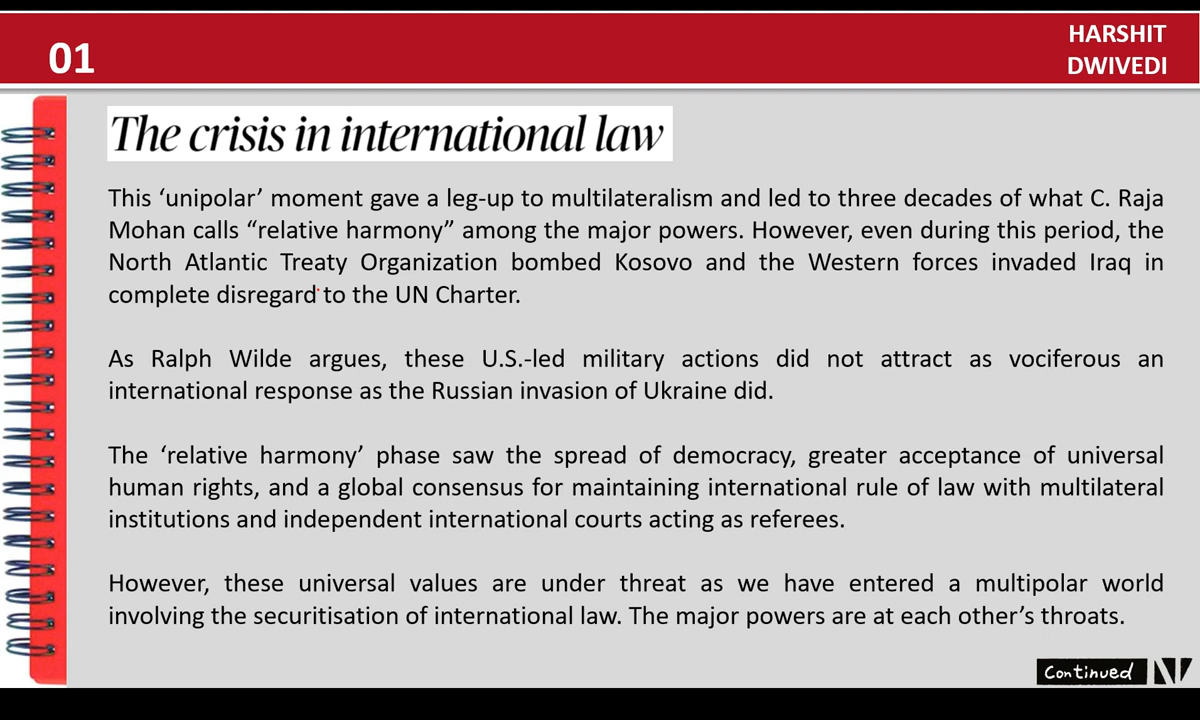 01
HARSHIT
DWIVEDI
The crisis in international law
This ‘unipolar’ moment gave a leg-up to multilateralism and led to three decades of what C. Raja
Mohan calls “relative harmony” among the major powers. However, even during this period, the
North Atlantic Treaty Organization bombed Kosovo and the Western forces invaded Iraq in
complete disregard to the UN Charter.
As Ralph Wilde argues, these U.S.-led military actions did not attract as vociferous an
international response as the Russian invasion of Ukraine did.
The ‘relative harmony’ phase saw the spread of democracy, greater acceptance of universal
human rights, and a global consensus for maintaining international rule of law with multilateral
institutions and independent international courts acting as referees.
However, these universal values are under threat as we have entered a multipolar world
involving the securitisation of international law. The major powers are at each other’s throats.
Continued